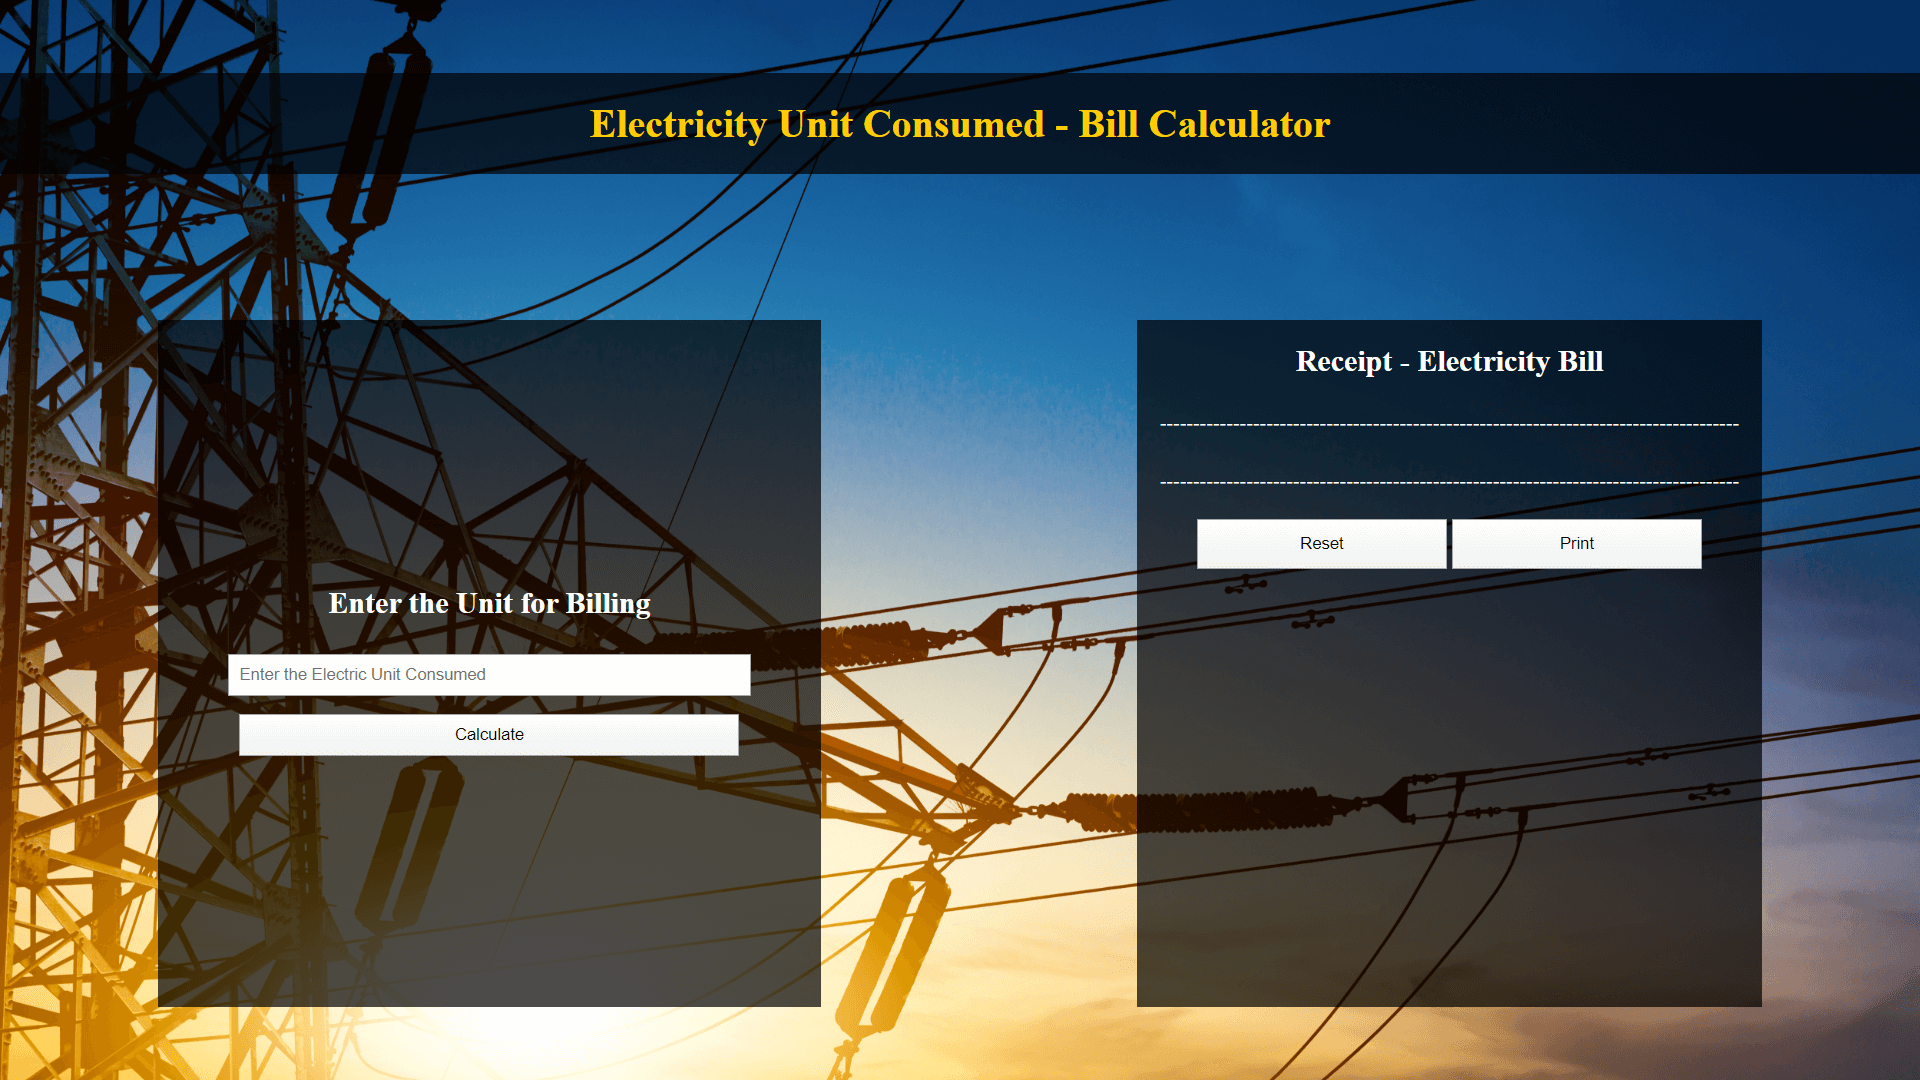 Electricity Unit Consumed - Bill Calculator
Enter the Unit for Billing
Enter the Electric Unit Consumed
Calculate
Receipt - Electricity Bill
---------------------------------------------------------------------------------------
---------------------------------------------------------------------------------------
Reset Print